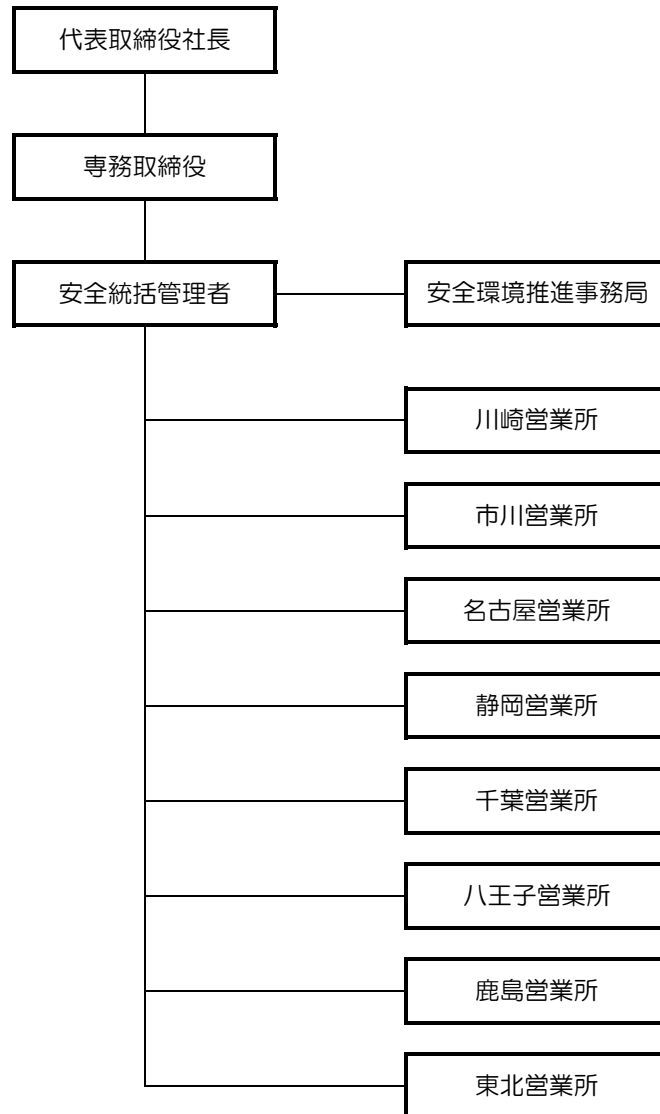 代表取締役社長
専務取締役
安全統括管理者
安全環境推進事務局
川崎営業所
市川営業所
名古屋営業所
静岡営業所
千葉営業所
八王子営業所
鹿島営業所
東北営業所